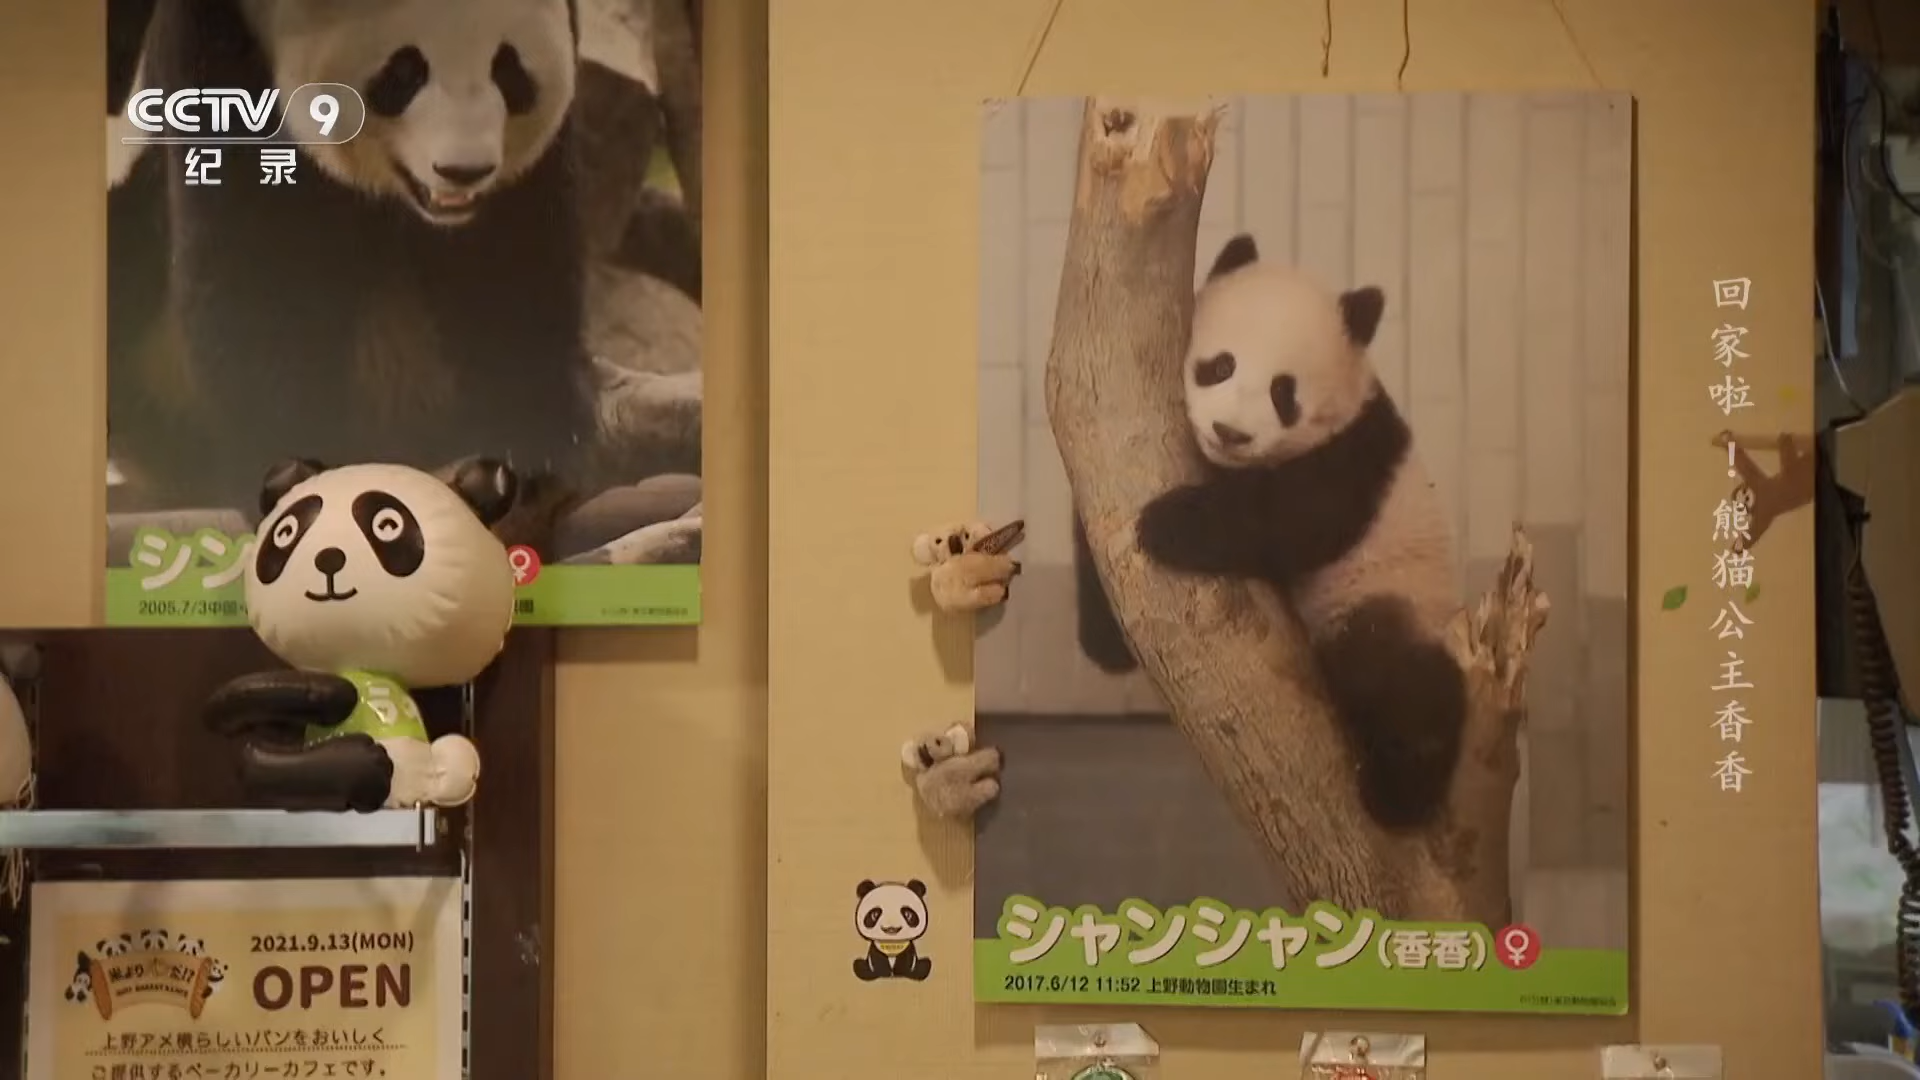 CCTV 9
纪录
シン
2005.7/3中国
園
2021.9.13(MON)
OPEN
上野アメ横らしいパンをおいしく
ご提供するベーカリーカフェです。
シャンシャン(香香)
2017.6/12 11:52 上野動物園生まれ
回家啦!熊猫公主香香